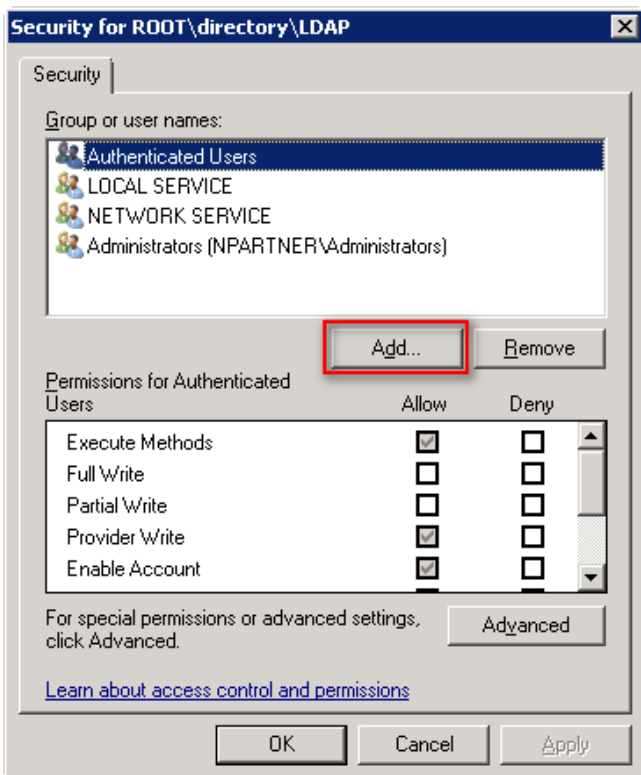 Security for ROOT\directory\LDAP
Security
Group or user names:
Authenticated Users
LOCAL SERVICE
NETWORK SERVICE
Administrators (NPARTNER\Administrators)
Add... Remove
Permissions for Authenticated
Users Allow Deny
Execute Methods
Full Write
Partial Write
Provider Write
Enable Account
For special permissions or advanced settings,
click Advanced.
Advanced
Learn about access control and permissions
OK Cancel Apply